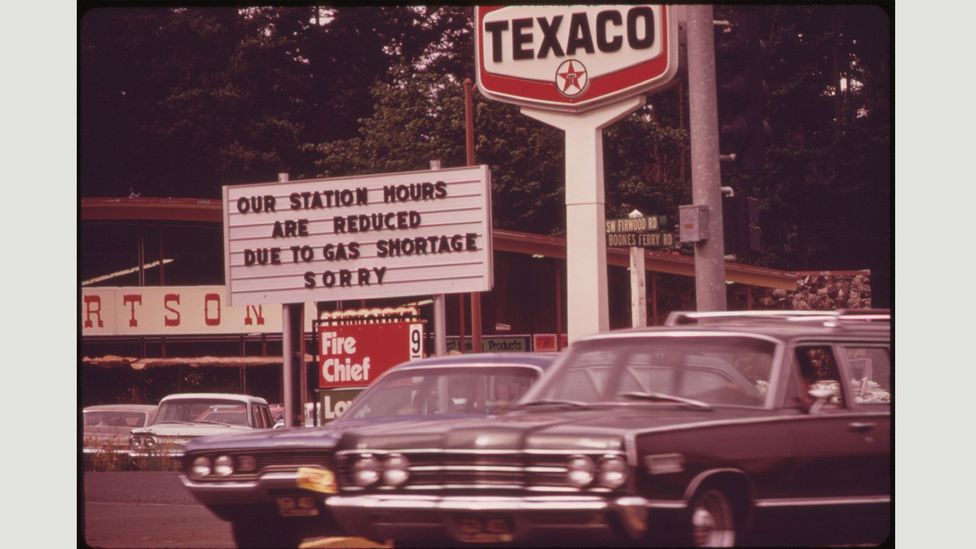 TEXACO
T
OUR STATION HOURS
ARE REDUCED
DUE TO GAS SHORTAGE
SORRY
SW FIRWOOD RD
BOONES FERRY RD
RTSON'
Fire
Chief
9
Products